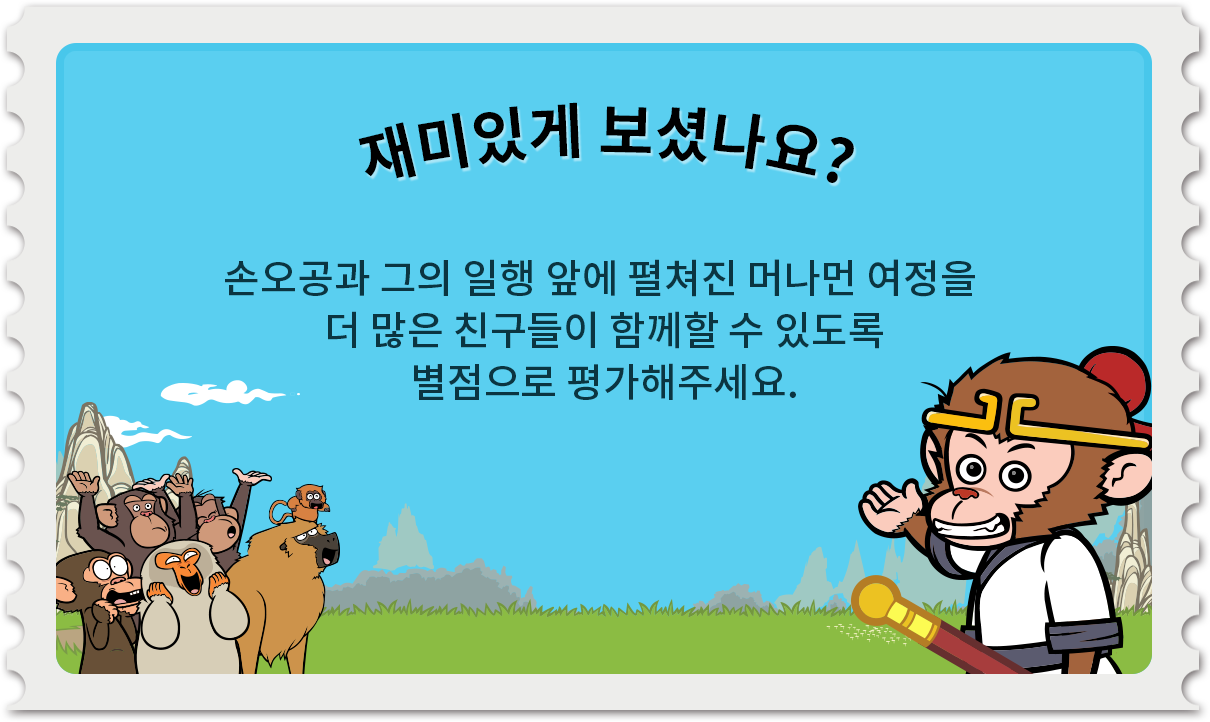 재미있게 보셨나요?
손오공과 그의 일행 앞에 펼쳐진 머나먼 여정을
더 많은 친구들이 함께할 수 있도록
별점으로 평가해주세요.